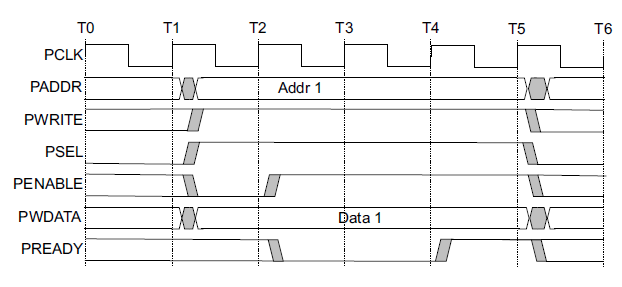 T0 T1 T2 T3 T4 T5 T6
PCLK
PADDR Addr 1
PWRITE
PSEL
PENABLE
PWDATA Data 1
PREADY